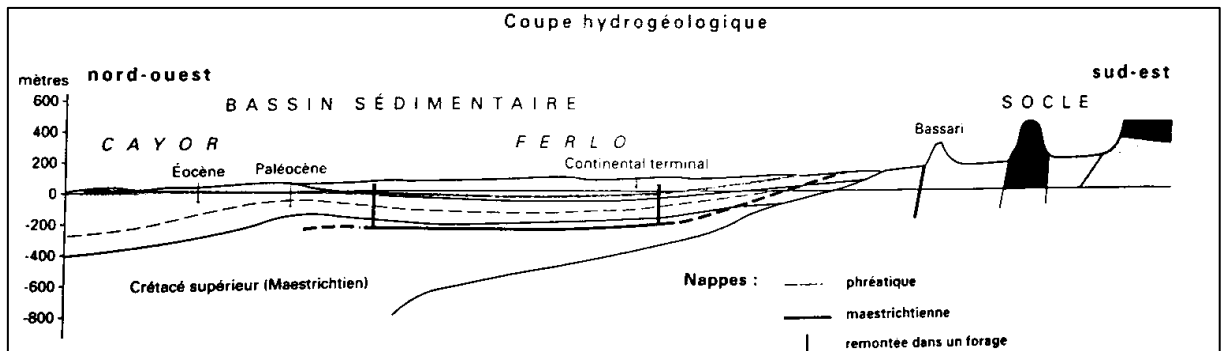 Coupe hydrogéologique
mètres
nord-ouest
sud-est
600
BASSIN SÉDIMENTAIRE
SOCLE
400
CAYOR
FERLO
Bassari
200
Éocène
Paléocène
Continental terminal
0
-200
-400
Crétacé supérieur (Maestrichtien)
-600
-800
Nappes :
phréatique
maestrichtienne
remontée dans un forage